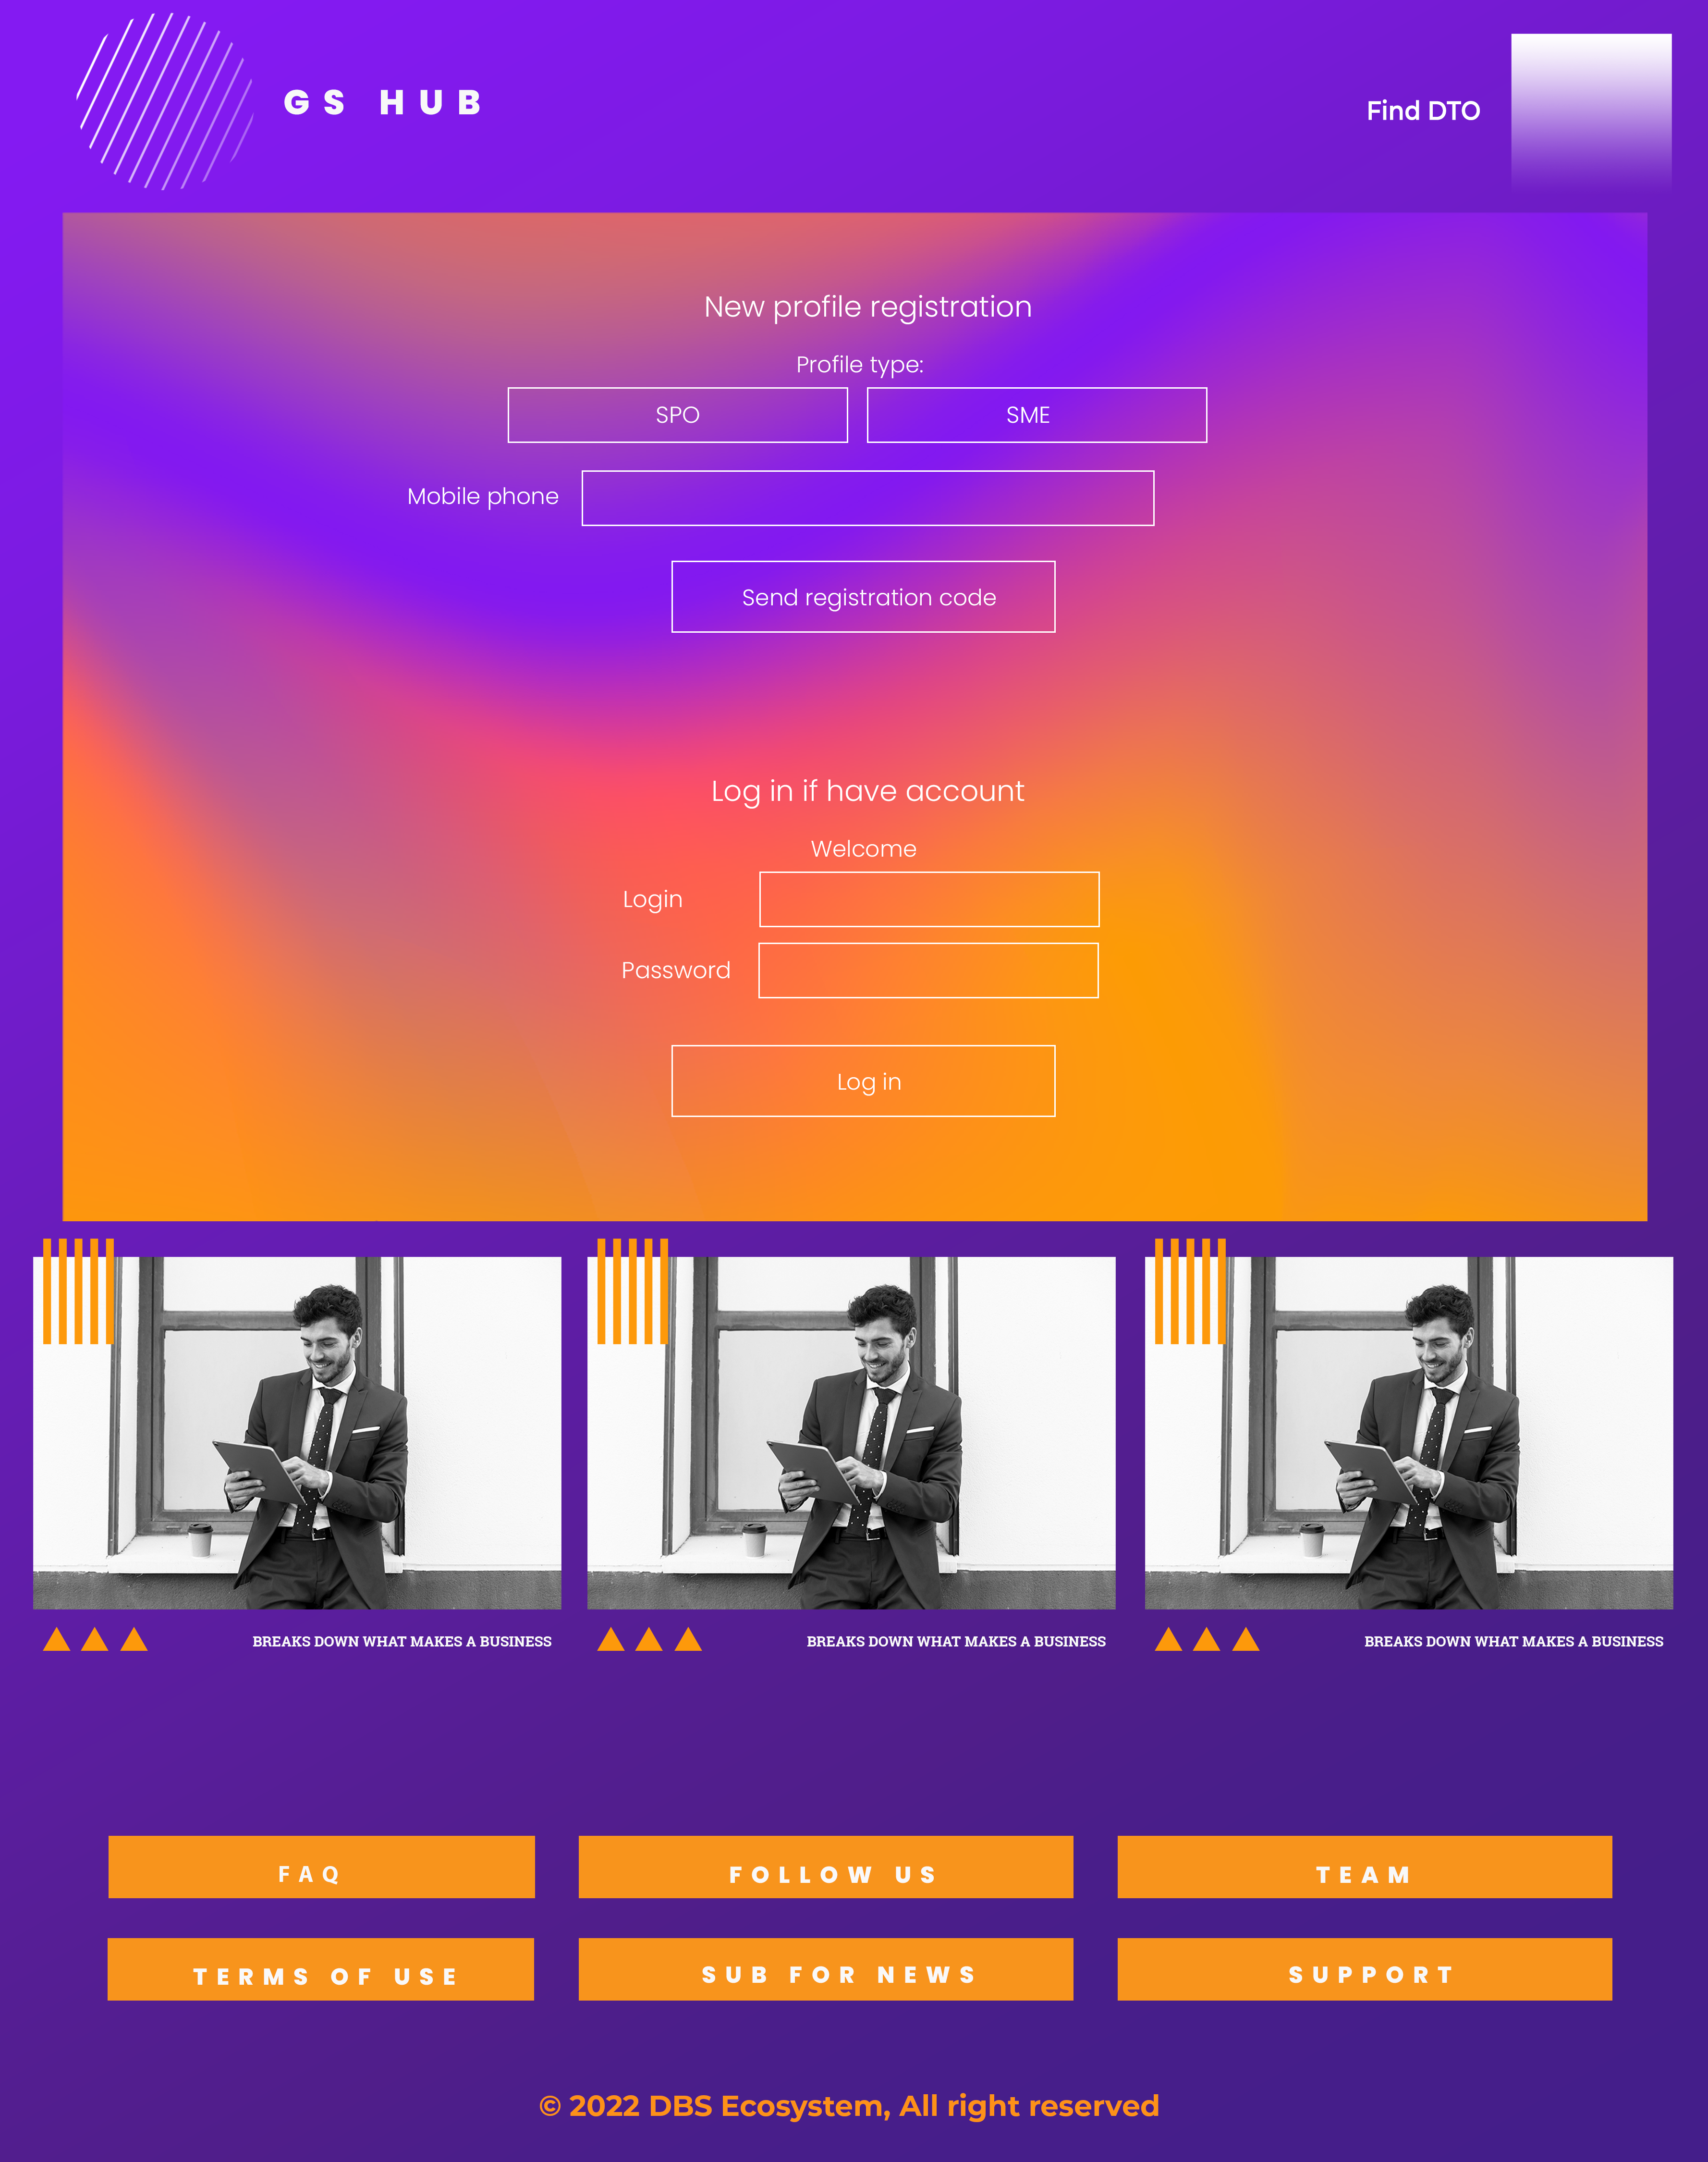 GS HUB
Find DTO
New profile registration
Profile type:
SPO
SME
Mobile phone
Send registration code
Log in if have account
Welcome
Login
Password
Log in
BREAKS DOWN WHAT MAKES A BUSINESS
BREAKS DOWN WHAT MAKES A BUSINESS
BREAKS DOWN WHAT MAKES A BUSINESS
FAQ
FOLLOW US
TEAM
TERMS OF USE
SUB FOR NEWS
SUPPORT
© 2022 DBS Ecosystem, All right reserved